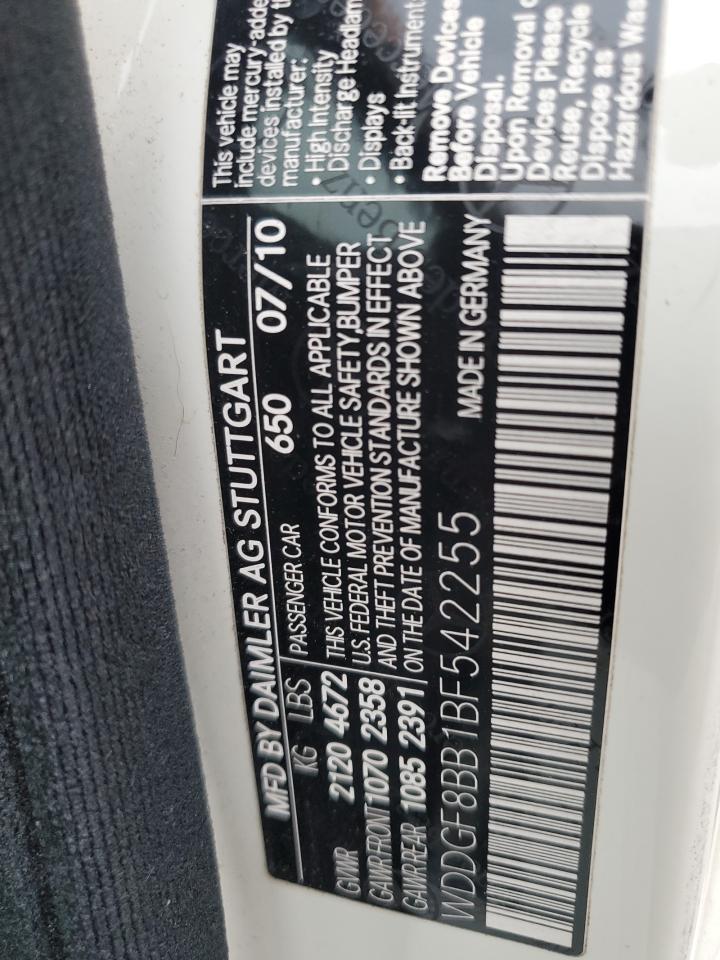 MFD BY DAIMLER AG STUTTGART
650 07/10
KG LBS PASSENGER CAR
GVWR 2120 4672
GAWR FRONT 1070 2358
GAWR REAR 1085 2391
THIS VEHICLE CONFORMS TO ALL APPLICABLE
U.S. FEDERAL MOTOR VEHICLE SAFETY,BUMPER
AND THEFT PREVENTION STANDARDS IN EFFECT
ON THE DATE OF MANUFACTURE SHOWN ABOVE
MADE IN GERMANY
WDDGF8BB1BF542255
This vehicle may
include mercury-adde
devices installed by th
manufacturer:
• High Intensity
Discharge Headlam
• Displays
• Back-lit Instrument
Remove Devices
Before Vehicle
Disposal.
Upon Removal o
Devices Please
Reuse, Recycle
Dispose as
Hazardous Was